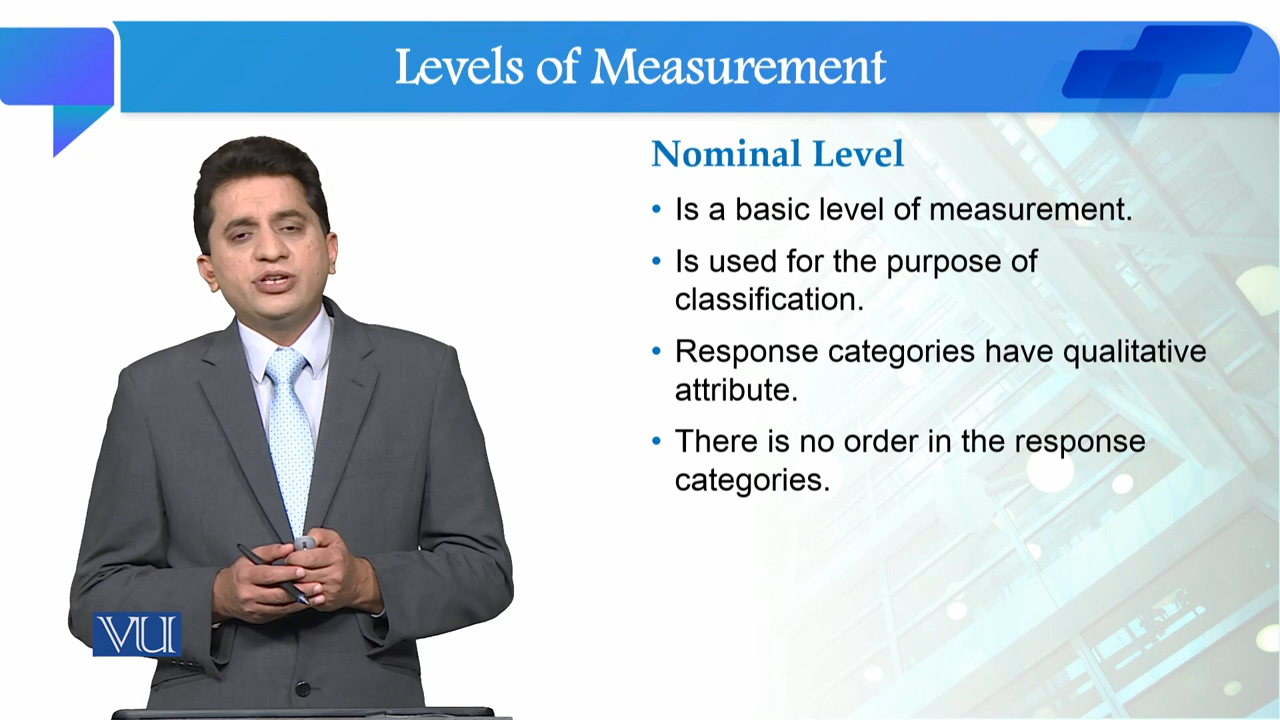 Levels of Measurement
Nominal Level
• Is a basic level of measurement.
• Is used for the purpose of
classification.
• Response categories have qualitative
attribute.
• There is no order in the response
categories.
VU